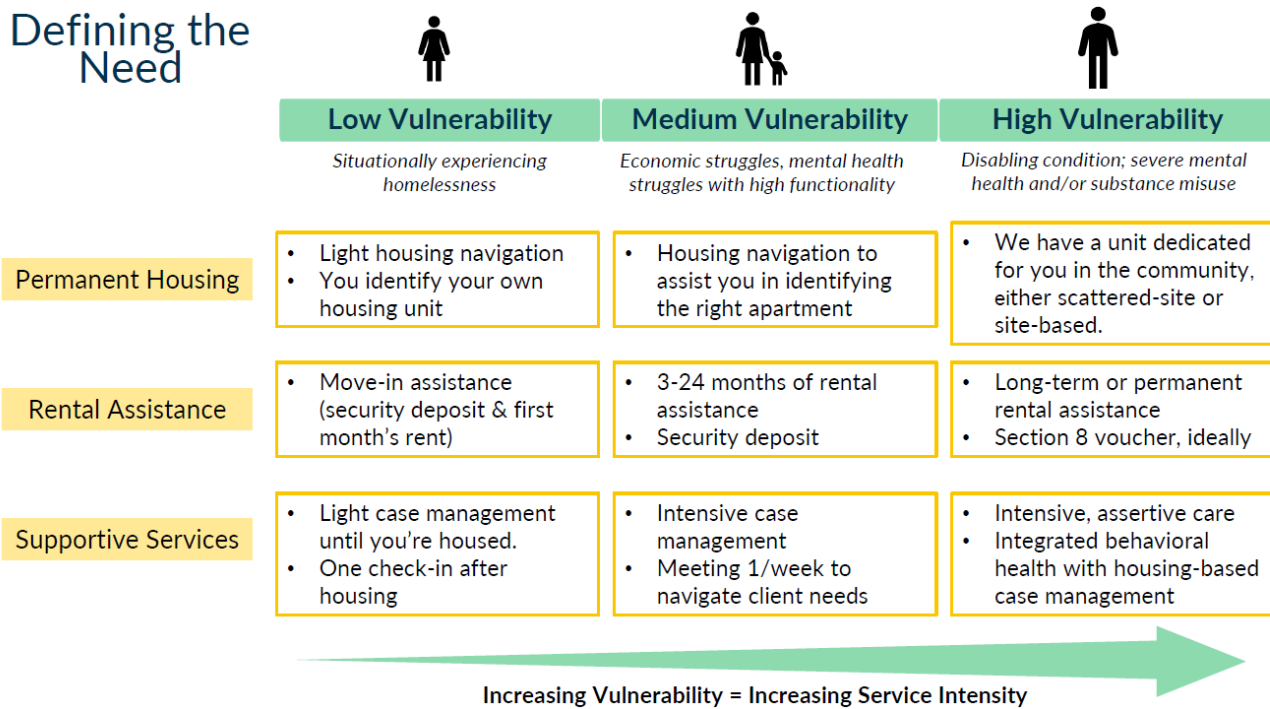 Defining the
Need
Low Vulnerability
Medium Vulnerability
High Vulnerability
Situationally experiencing
homelessness
Economic struggles, mental health
struggles with high functionality
Disabling condition; severe mental
health and/or substance misuse
Permanent Housing
• Light housing navigation
• You identify your own
housing unit
• Housing navigation to
assist you in identifying
the right apartment
• We have a unit dedicated
for you in the community,
either scattered-site or
site-based.
Rental Assistance
• Move-in assistance
(security deposit & first
month's rent)
• 3-24 months of rental
assistance
• Security deposit
• Long-term or permanent
rental assistance
• Section 8 voucher, ideally
Supportive Services
• Light case management
until you're housed.
• One check-in after
housing
• Intensive case
management
• Meeting 1/week to
navigate client needs
• Intensive, assertive care
• Integrated behavioral
health with housing-based
case management
Increasing Vulnerability = Increasing Service Intensity